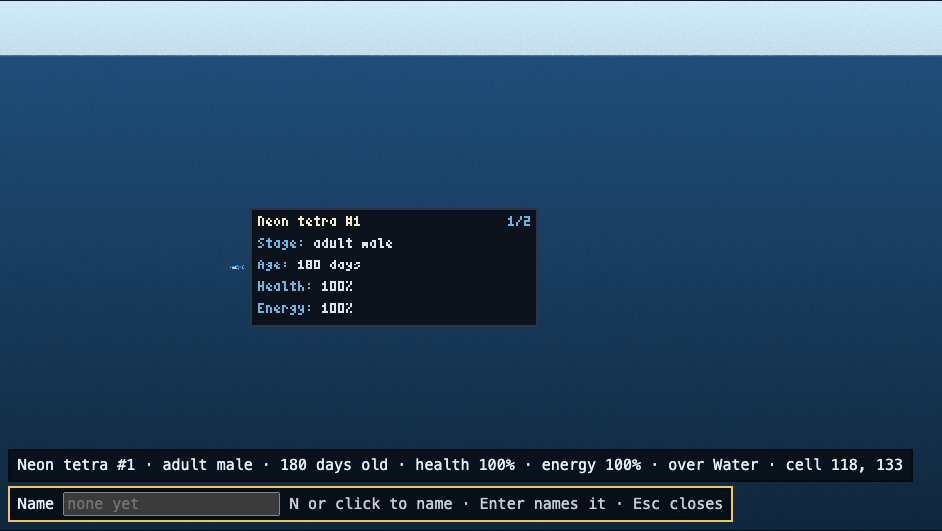 Neon tetra #1 1/2
Stage: adult male
Age: 180 days
Health: 100%
Energy: 100%
Neon tetra #1 · adult male · 180 days old · health 100% · energy 100% · over Water · cell 118, 133
Name none yet N or click to name · Enter names it · Esc closes